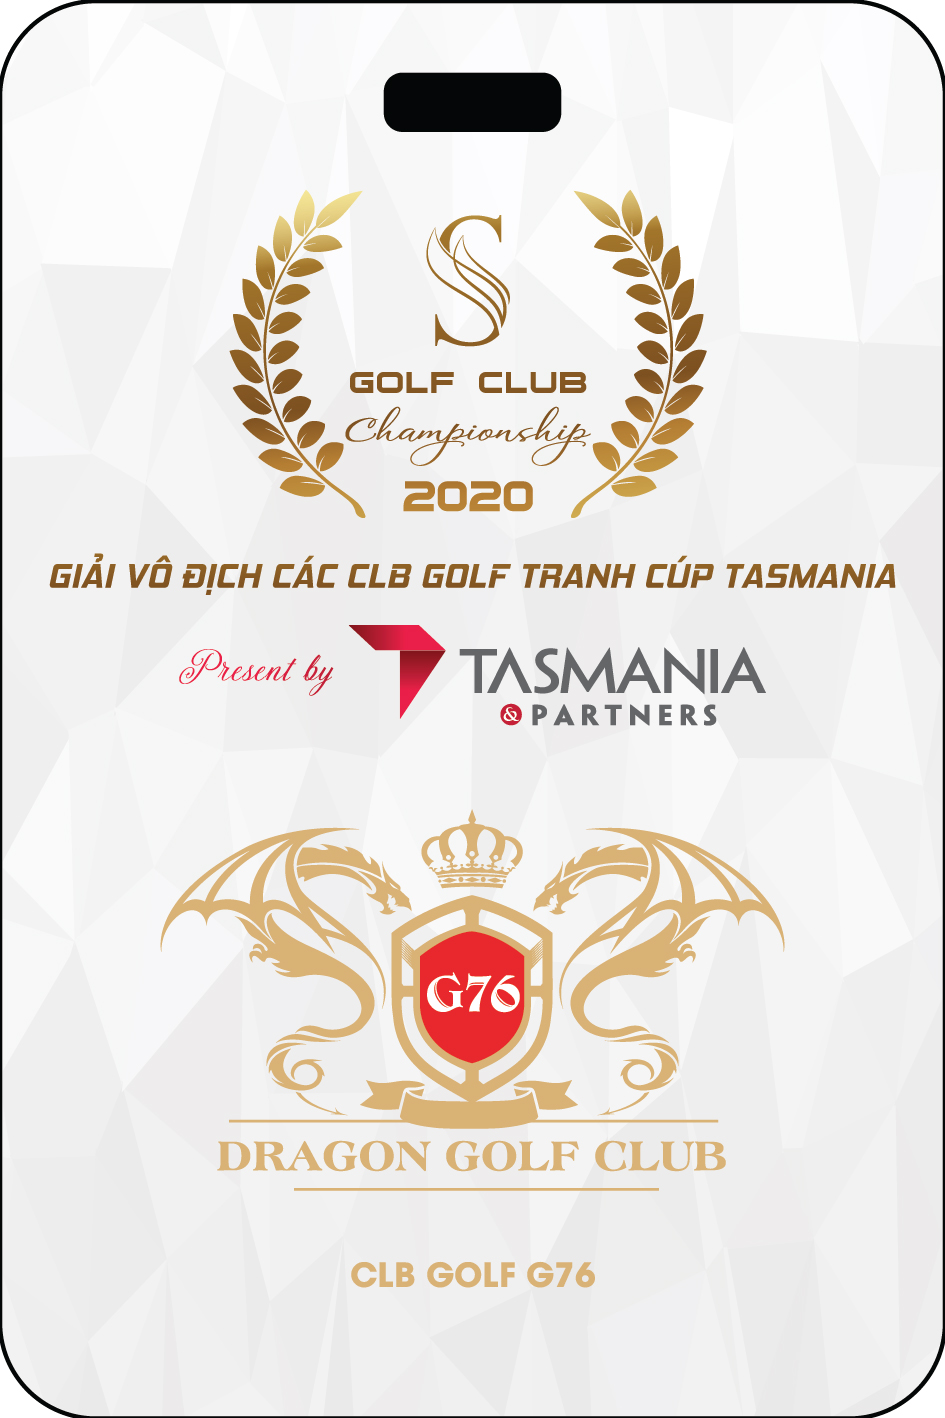 S
GOLF CLUB
Championship
2020
GIẢI VÔ ĐỊCH CÁC CLB GOLF TRANH CÚP TASMANIA
Present by TASMANIA
& PARTNERS
G76
DRAGON GOLF CLUB
CLB GOLF G76